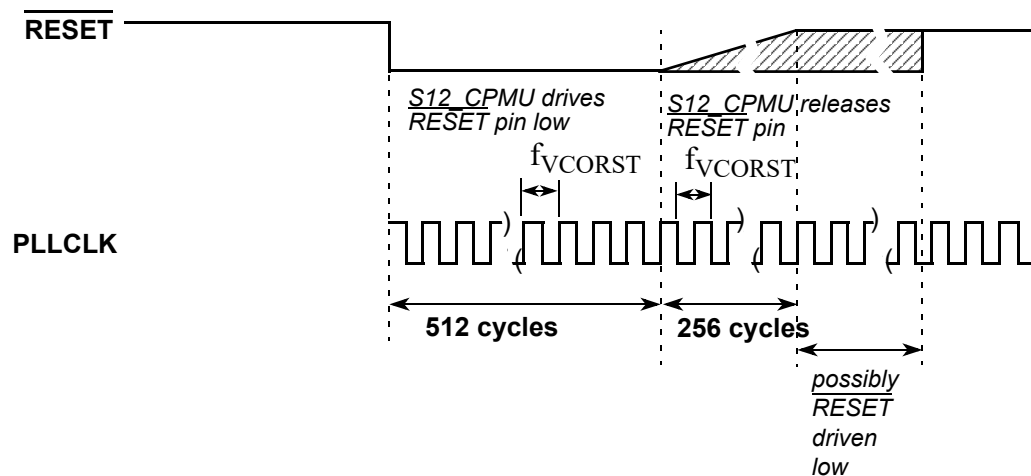 RESET
S12_CPMU drives
RESET pin low
S12_CPMU releases
RESET pin
fVCORST
fVCORST
PLLCLK
)
(
)
(
)
(
512 cycles
256 cycles
possibly
RESET
driven
low